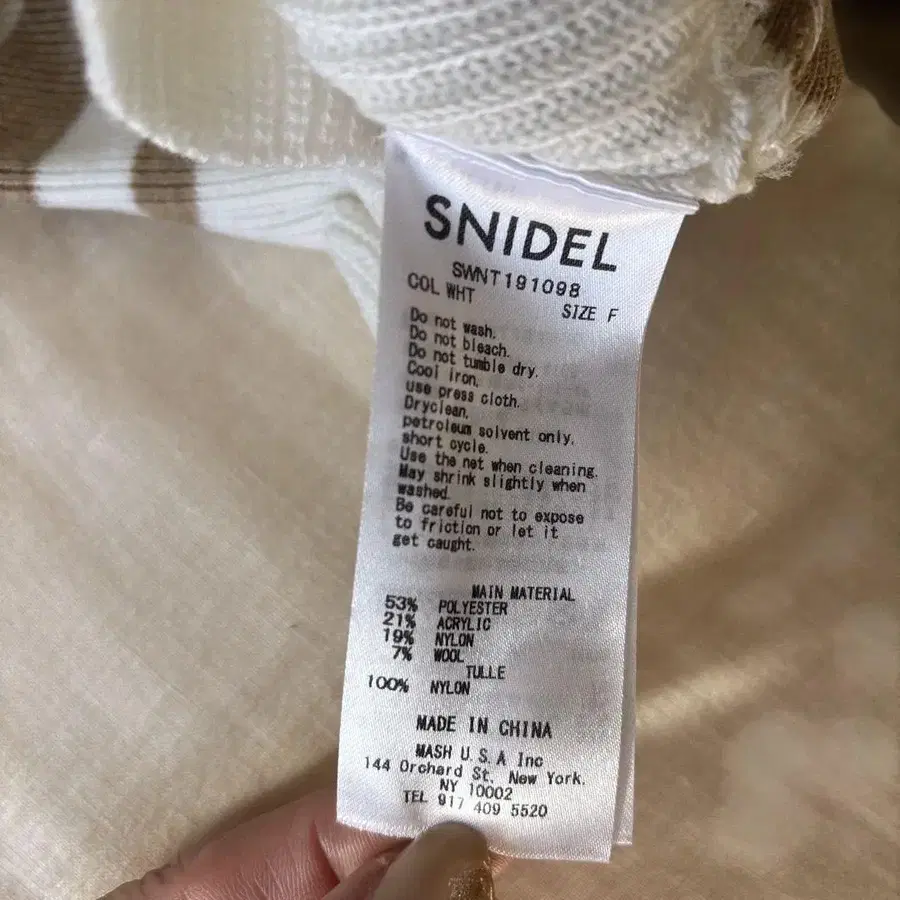 SNIDEL
SWNT191098
COL WHT
SIZE F
Do not wash.
Do not bleach.
Do not tumble dry.
Cool iron.
use press cloth.
Dryclean.
petroleum solvent only.
short cycle.
Use the net when cleaning.
May shrink slightly when
washed.
Be careful not to expose
to friction or let it
get caught.
MAIN MATERIAL
53% POLYESTER
21% ACRYLIC
19% NYLON
7% WOOL
TULLE
100% NYLON
MADE IN CHINA
MASH U.S.A Inc
144 Orchard St. New York.
NY 10002
TEL 917 409 5520